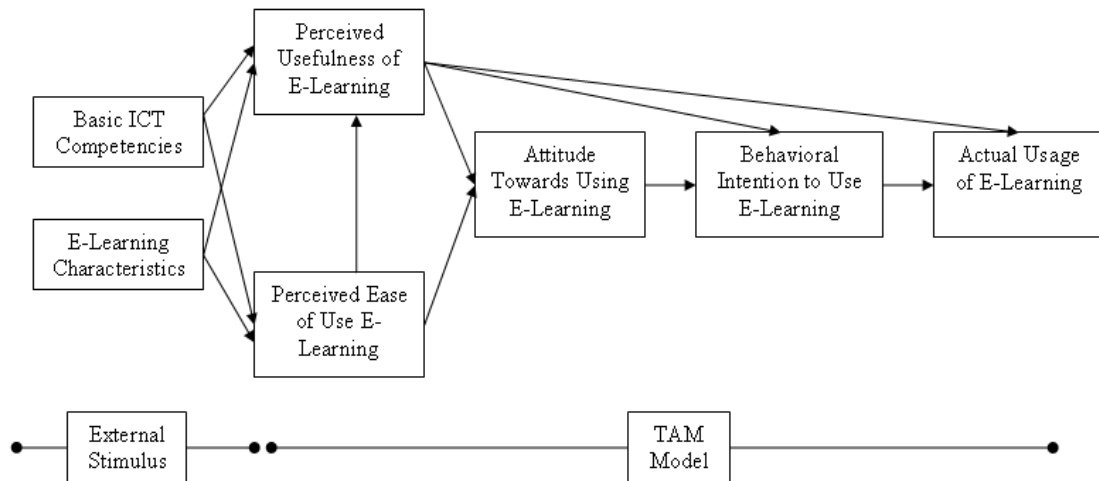 Perceived
Usefulness of
E-Learning
Basic ICT
Competencies
Attitude
Towards Using
E-Learning
Behavioral
Intention to Use
E-Learning
Actual Usage
of E-Learning
E-Learning
Characteristics
Perceived Ease
of Use E-
Learning
External
Stimulus
TAM
Model